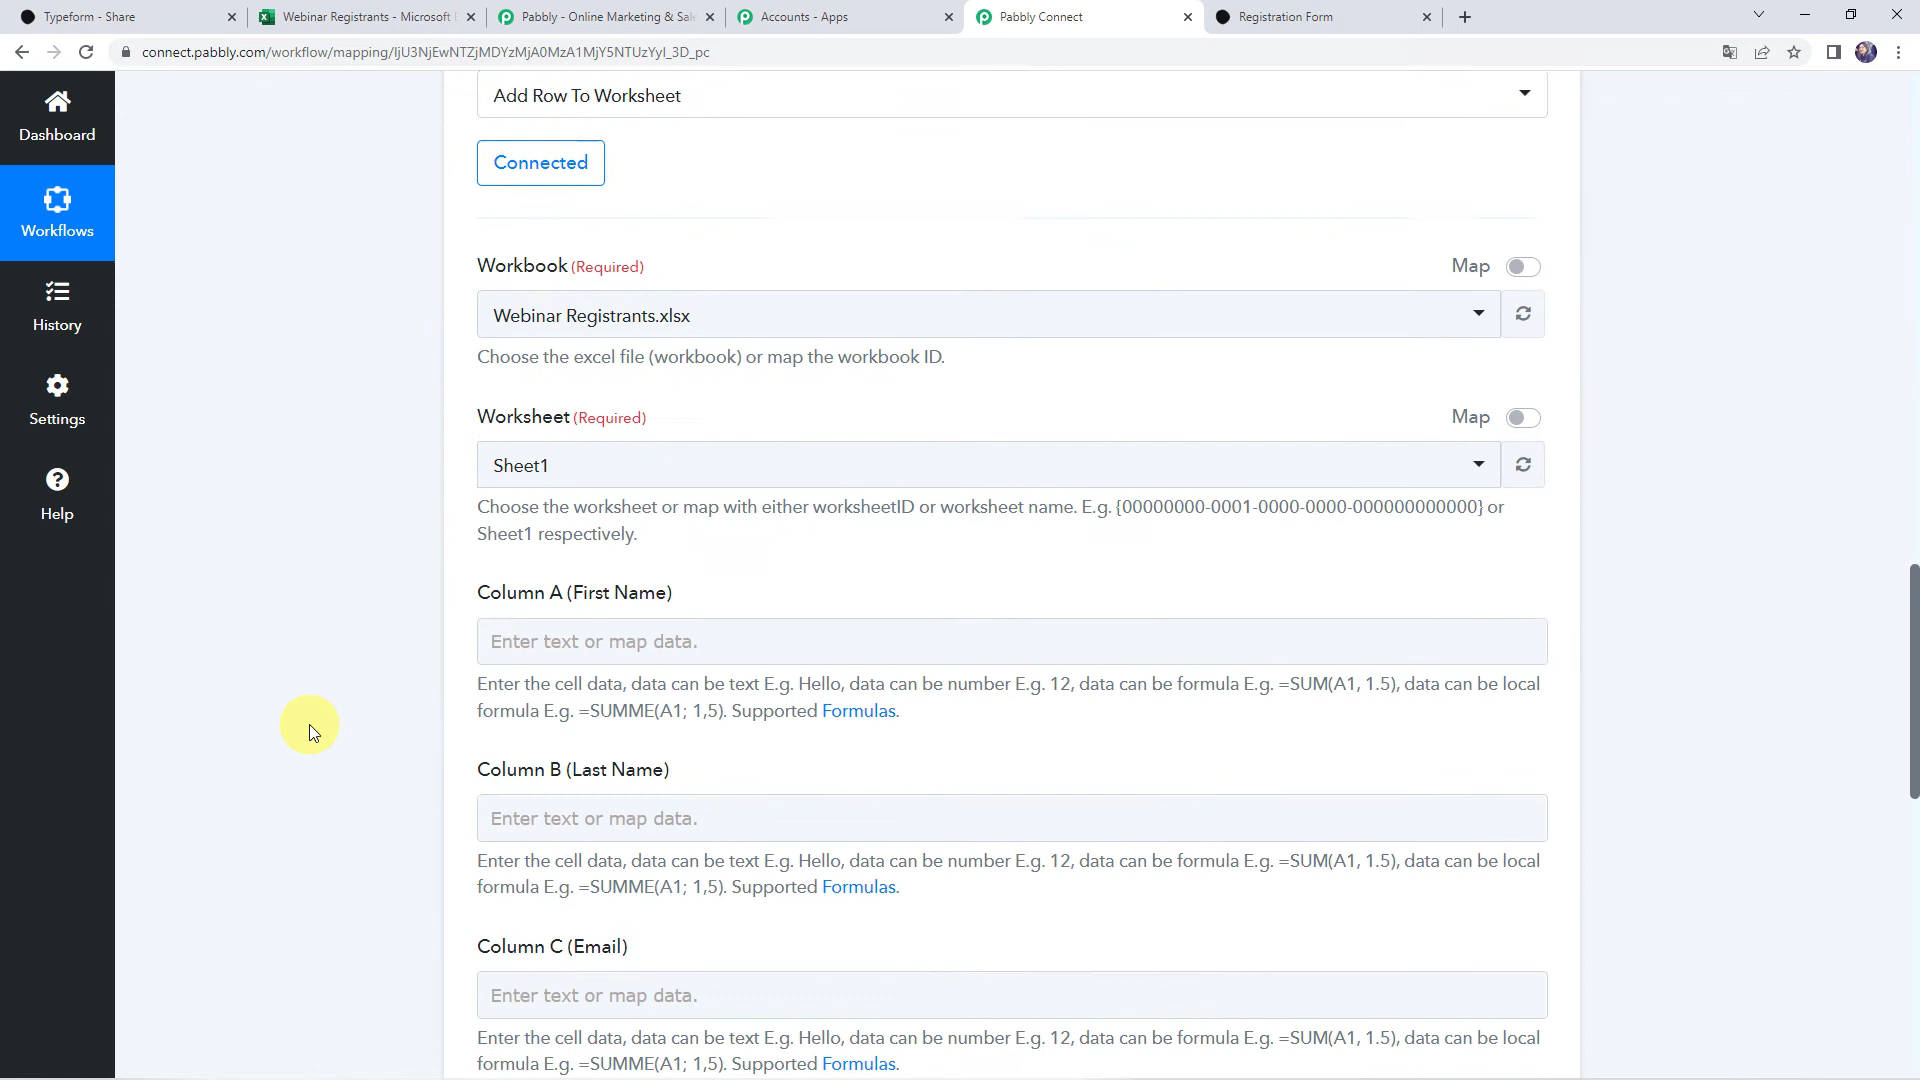 Typeform - Share
Webinar Registrants - Microsoft E
Pabbly - Online Marketing & Sale
Accounts - Apps
Pabbly Connect
Registration Form
Dashboard
Workflows
History
Settings
Help
Add Row To Worksheet
Connected
Workbook (Required)
Map
Webinar Registrants.xlsx
Choose the excel file (workbook) or map the workbook ID.
Worksheet (Required)
Map
Sheet1
Choose the worksheet or map with either worksheetID or worksheet name. E.g. {00000000-0001-0000-0000-000000000000} or
Sheet1 respectively.
Column A (First Name)
Enter text or map data.
Enter the cell data, data can be text E.g. Hello, data can be number E.g. 12, data can be formula E.g. =SUM(A1, 1.5), data can be local
formula E.g. =SUMME(A1; 1,5). Supported Formulas.
Column B (Last Name)
Enter text or map data.
Enter the cell data, data can be text E.g. Hello, data can be number E.g. 12, data can be formula E.g. =SUM(A1, 1.5), data can be local
formula E.g. =SUMME(A1; 1,5). Supported Formulas.
Column C (Email)
Enter text or map data.
Enter the cell data, data can be text E.g. Hello, data can be number E.g. 12, data can be formula E.g. =SUM(A1, 1.5), data can be local
formula E.g. =SUMME(A1; 1,5). Supported Formulas.